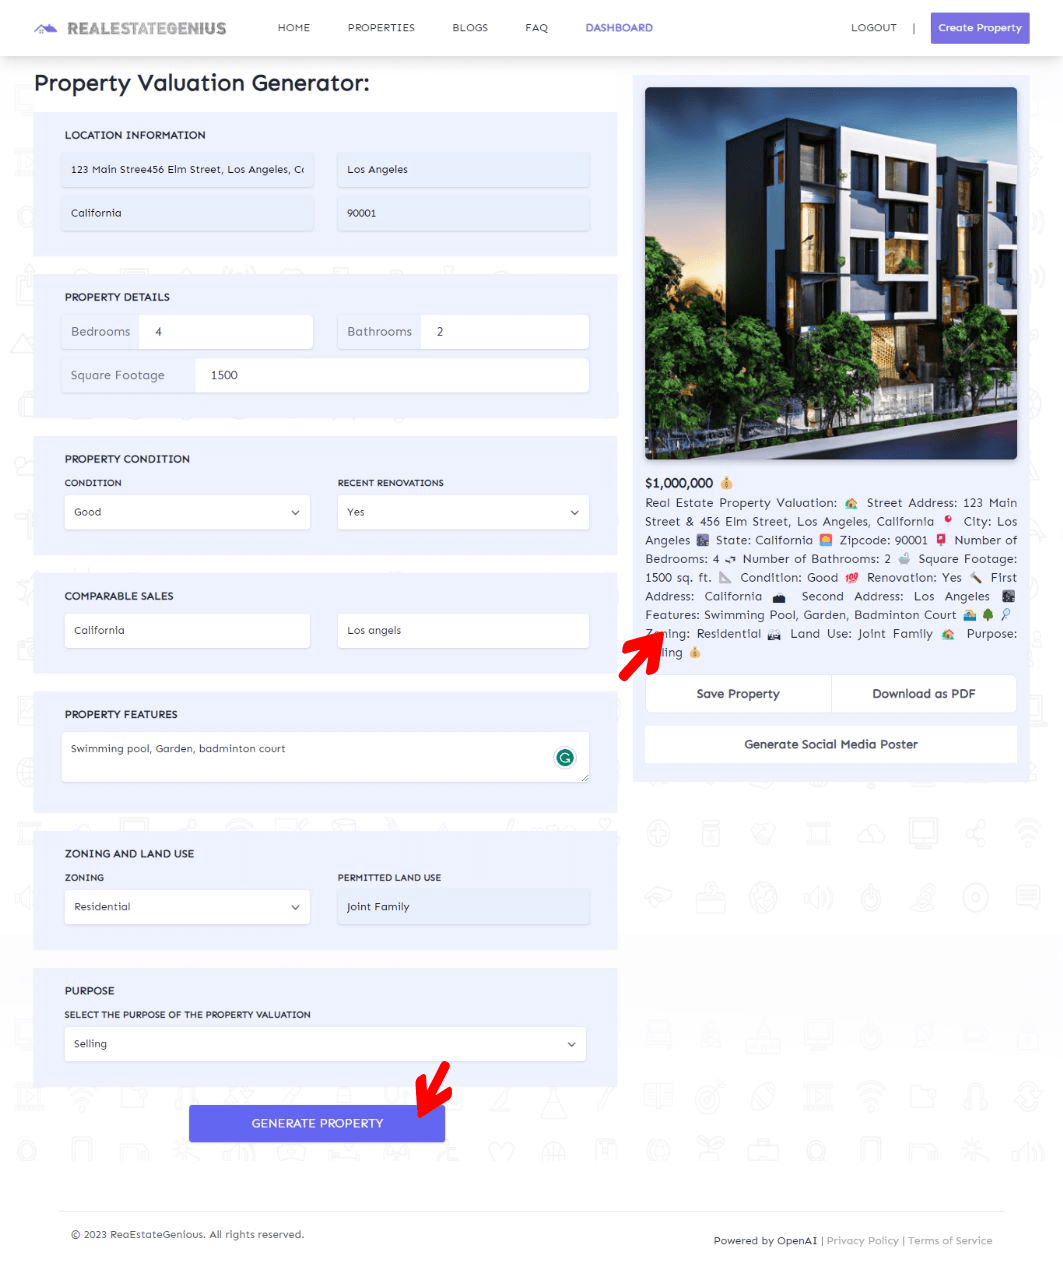 REALESTATEGENIUS
HOME PROPERTIES BLOGS FAQ DASHBOARD
LOGOUT | Create Property
Property Valuation Generator:
LOCATION INFORMATION
123 Main Stree456 Elm Street, Los Angeles, Ca
Los Angeles
California
90001
PROPERTY DETAILS
Bedrooms 4
Bathrooms 2
Square Footage 1500
PROPERTY CONDITION
CONDITION
Good
RECENT RENOVATIONS
Yes
COMPARABLE SALES
California
Los angels
PROPERTY FEATURES
Swimming pool, Garden, badminton court
ZONING AND LAND USE
ZONING
Residential
PERMITTED LAND USE
Joint Family
PURPOSE
SELECT THE PURPOSE OF THE PROPERTY VALUATION
Selling
GENERATE PROPERTY
$1,000,000 💰
Real Estate Property Valuation: 🏡 Street Address: 123 Main
Street & 456 Elm Street, Los Angeles, California 📍 City: Los
Angeles 🌆 State: California 🌅 Zipcode: 90001 📮 Number of
Bedrooms: 4 🛏 Number of Bathrooms: 2 🛁 Square Footage:
1500 sq. ft. 📐 Condition: Good 💯 Renovation: Yes 🔨 First
Address: California Second Address: Los Angeles
Features: Swimming Pool, Garden, Badminton Court 🏊 🌳 🏸
Zoning: Residential 🏘 Land Use: Joint Family 🏡 Purpose:
lling 💰
Save Property
Download as PDF
Generate Social Media Poster
© 2023 ReaEstateGenious. All rights reserved.
Powered by OpenAI | Privacy Policy | Terms of Service